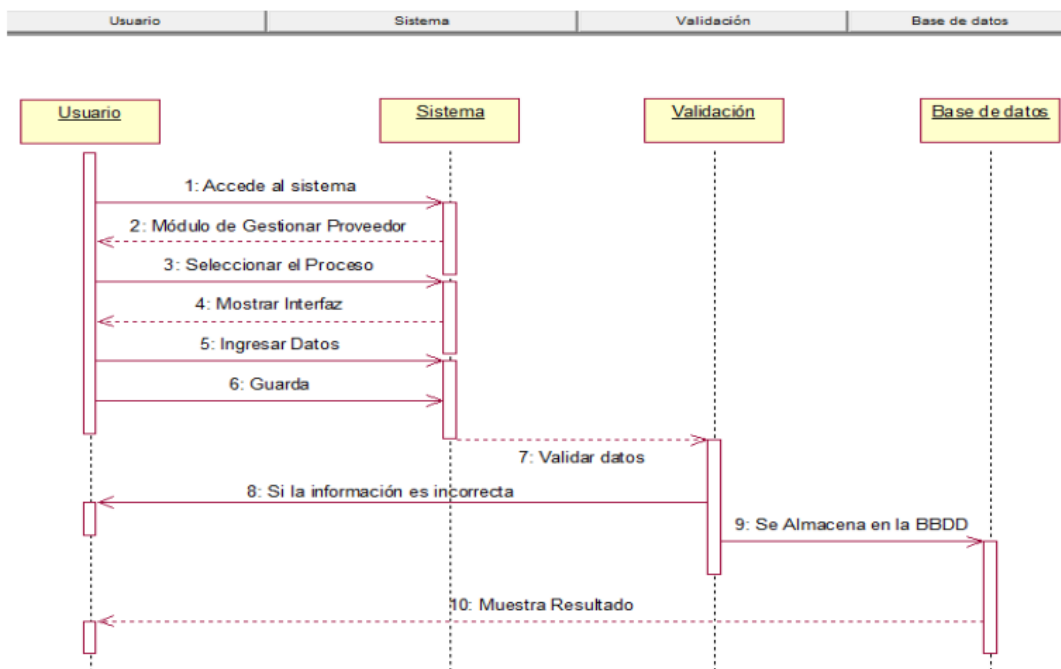 Usuario
Sistema
Validación
Base de datos
Usuario
Sistema
Validación
Base de datos
1: Accede al sistema
2: Módulo de Gestionar Proveedor
3: Seleccionar el Proceso
4: Mostrar Interfaz
5: Ingresar Datos
6: Guarda
7: Validar datos
8: Si la información es incorrecta
9: Se Almacena en la BBDD
10: Muestra Resultado